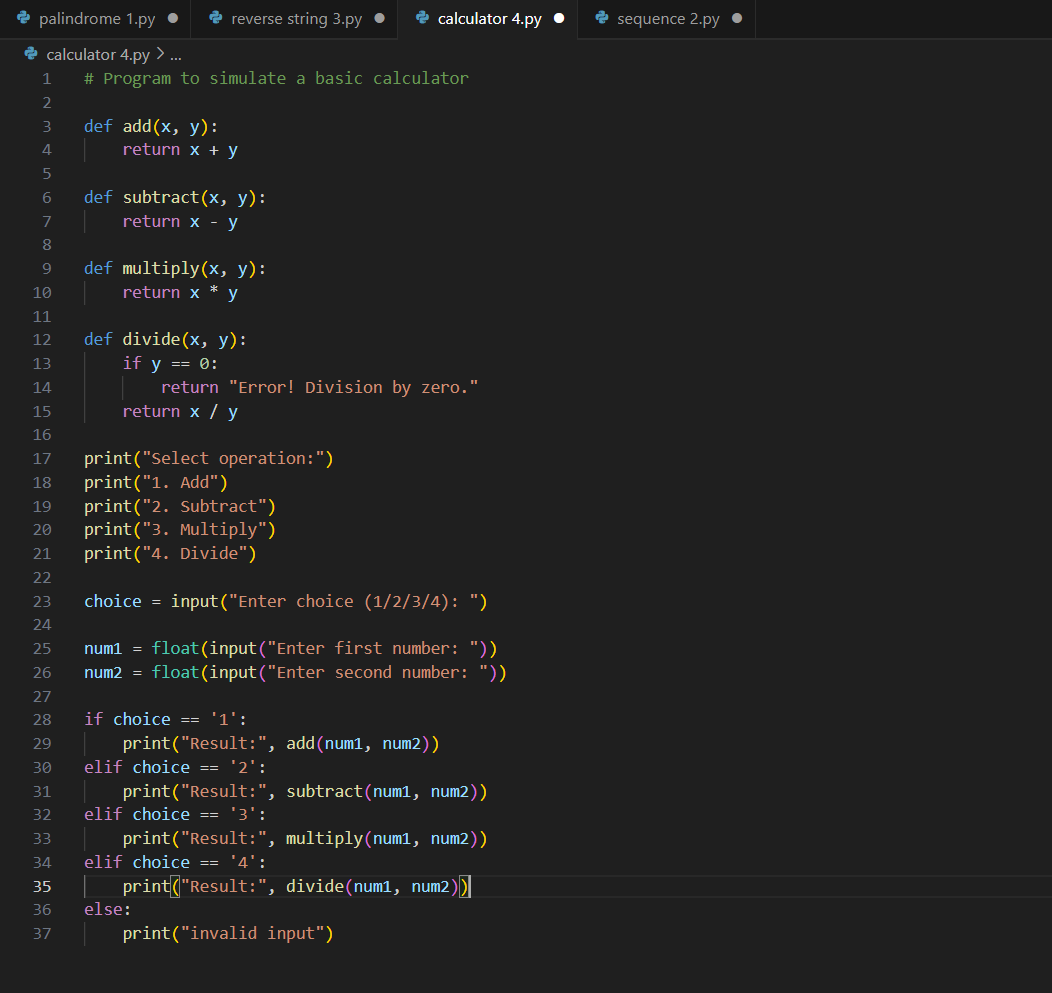 palindrome 1.py ● reverse string 3.py ● calculator 4.py ● sequence 2.py ●
calculator 4.py > ...
1 # Program to simulate a basic calculator
2
3 def add(x, y):
4     return x + y
5
6 def subtract(x, y):
7     return x - y
8
9 def multiply(x, y):
10     return x * y
11
12 def divide(x, y):
13     if y == 0:
14         return "Error! Division by zero."
15     return x / y
16
17 print("Select operation:")
18 print("1. Add")
19 print("2. Subtract")
20 print("3. Multiply")
21 print("4. Divide")
22
23 choice = input("Enter choice (1/2/3/4): ")
24
25 num1 = float(input("Enter first number: "))
26 num2 = float(input("Enter second number: "))
27
28 if choice == '1':
29     print("Result:", add(num1, num2))
30 elif choice == '2':
31     print("Result:", subtract(num1, num2))
32 elif choice == '3':
33     print("Result:", multiply(num1, num2))
34 elif choice == '4':
35     print("Result:", divide(num1, num2))
36 else:
37     print("invalid input")